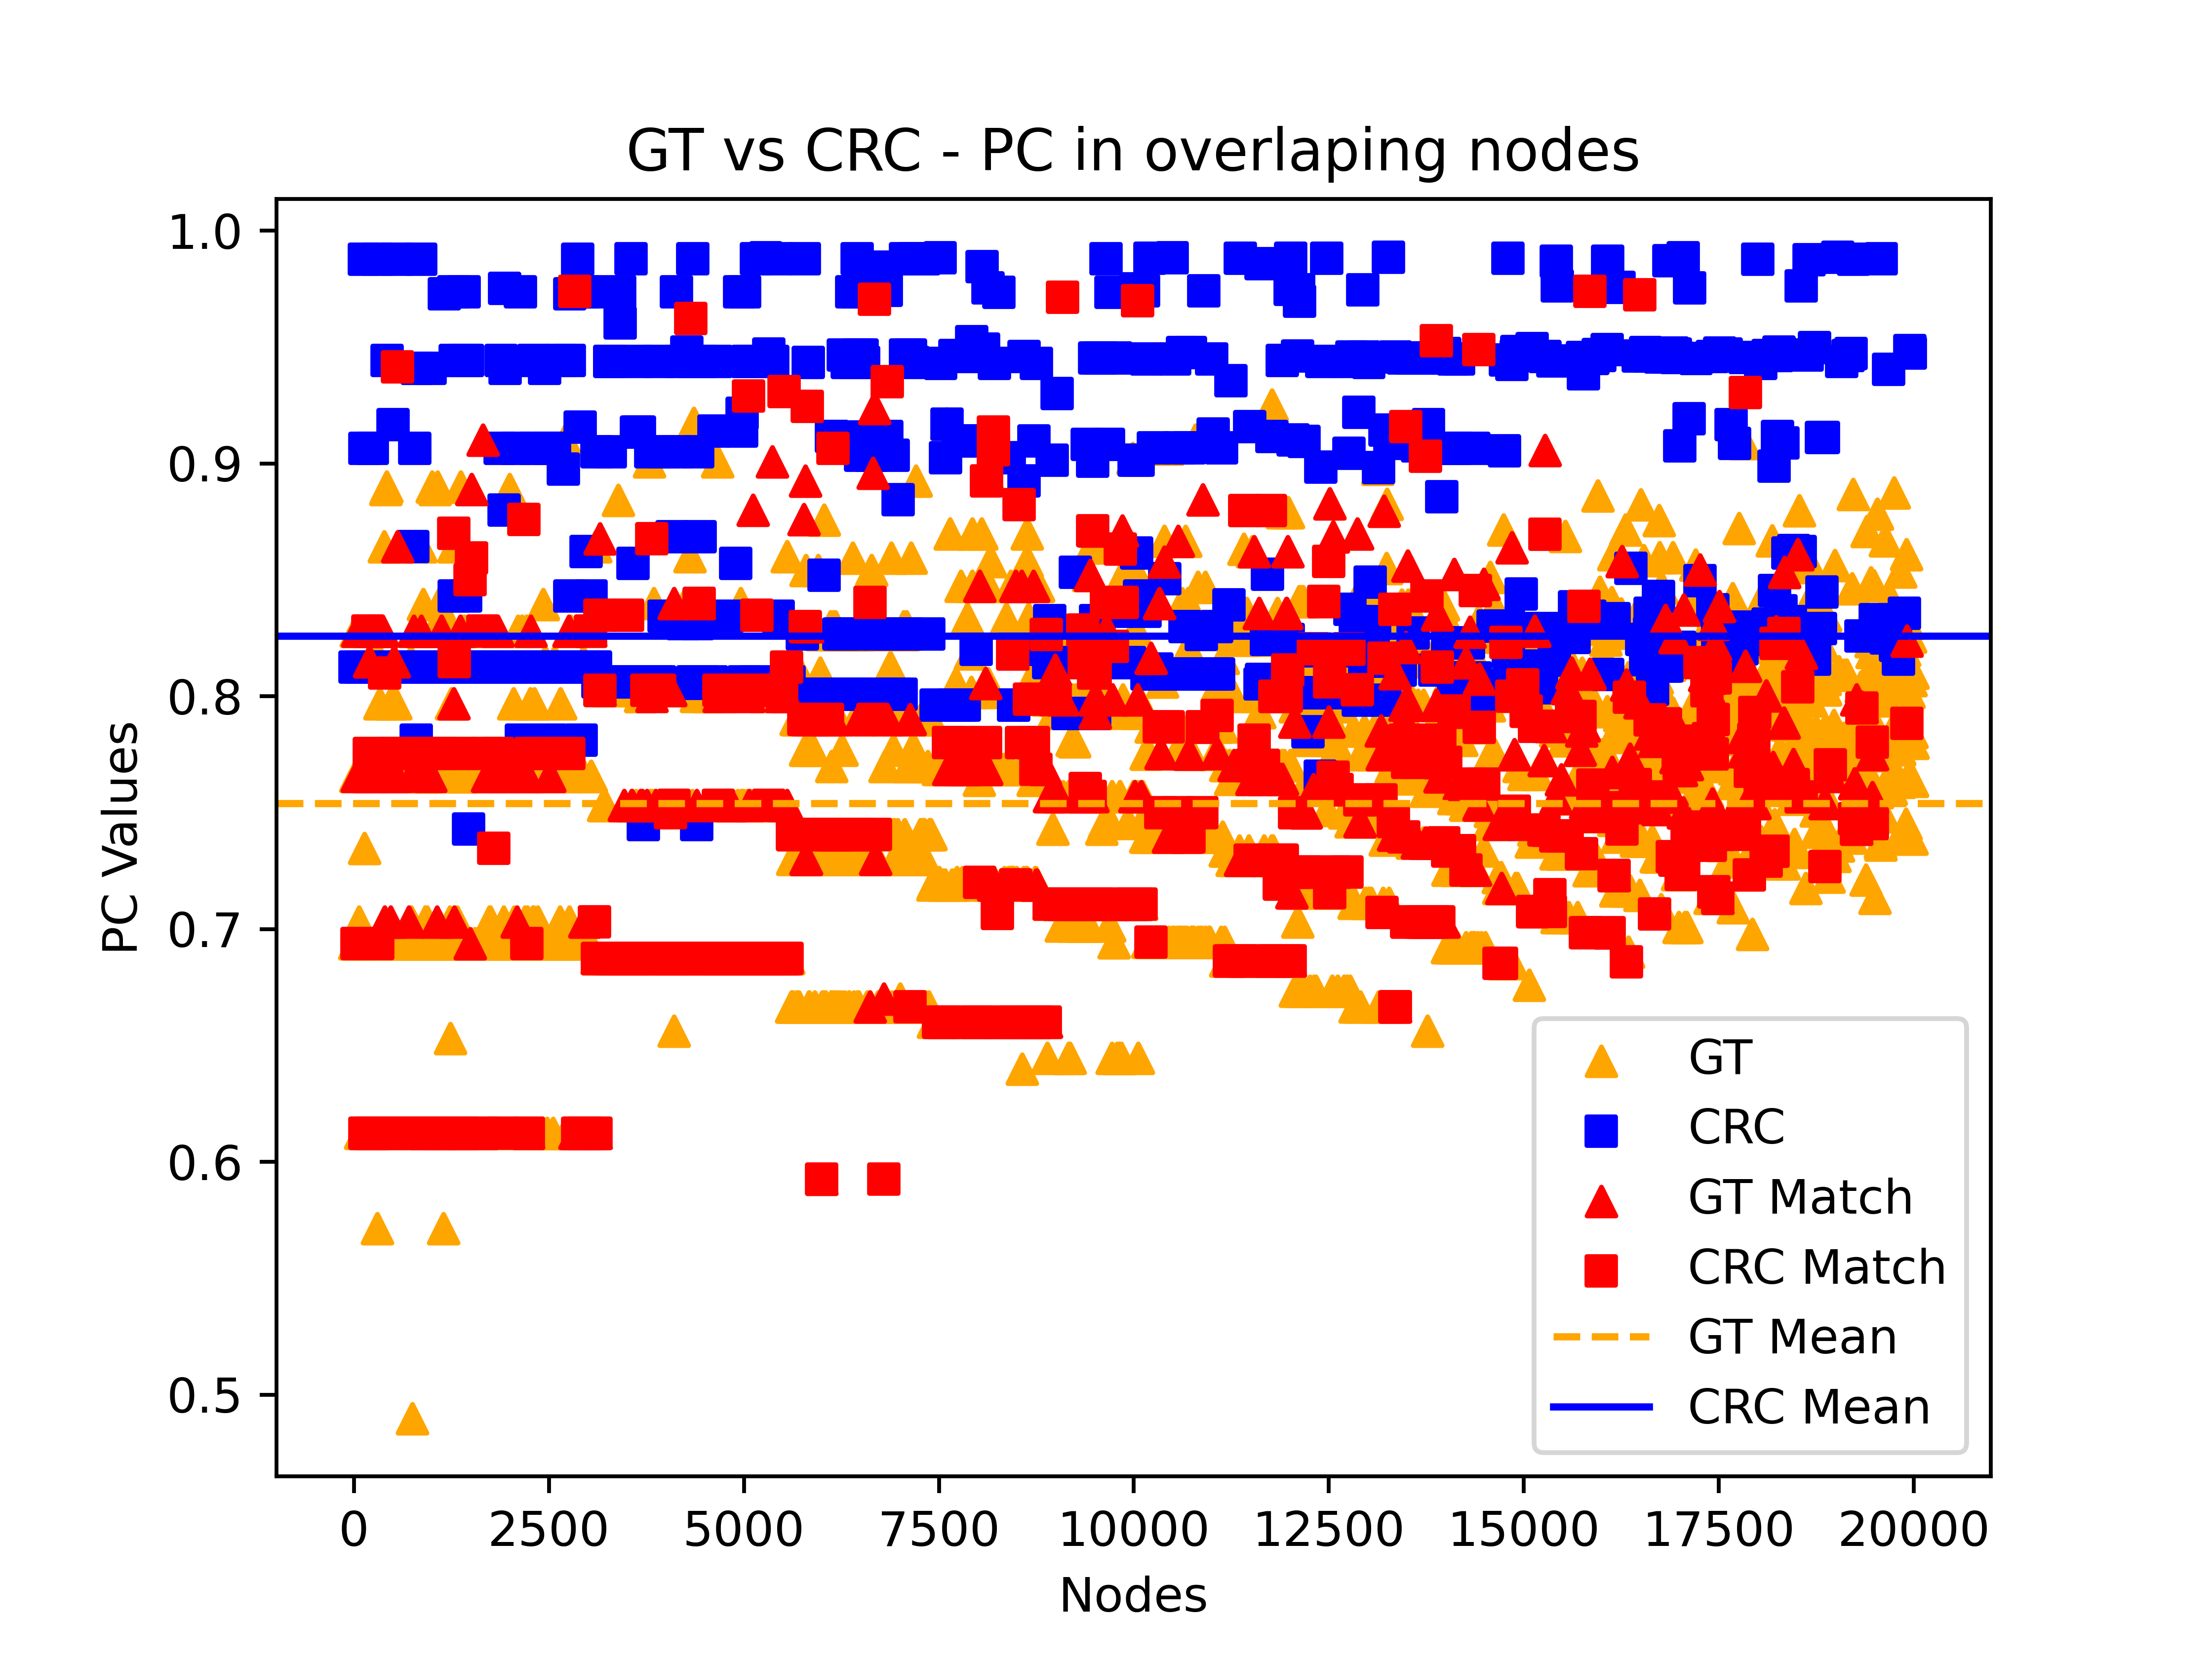 GT vs CRC - PC in overlaping nodes
1.0
0.9
0.8
0.7
0.6
0.5
PC Values
0 2500 5000 7500 10000 12500 15000 17500 20000
Nodes
GT
CRC
GT Match
CRC Match
GT Mean
CRC Mean